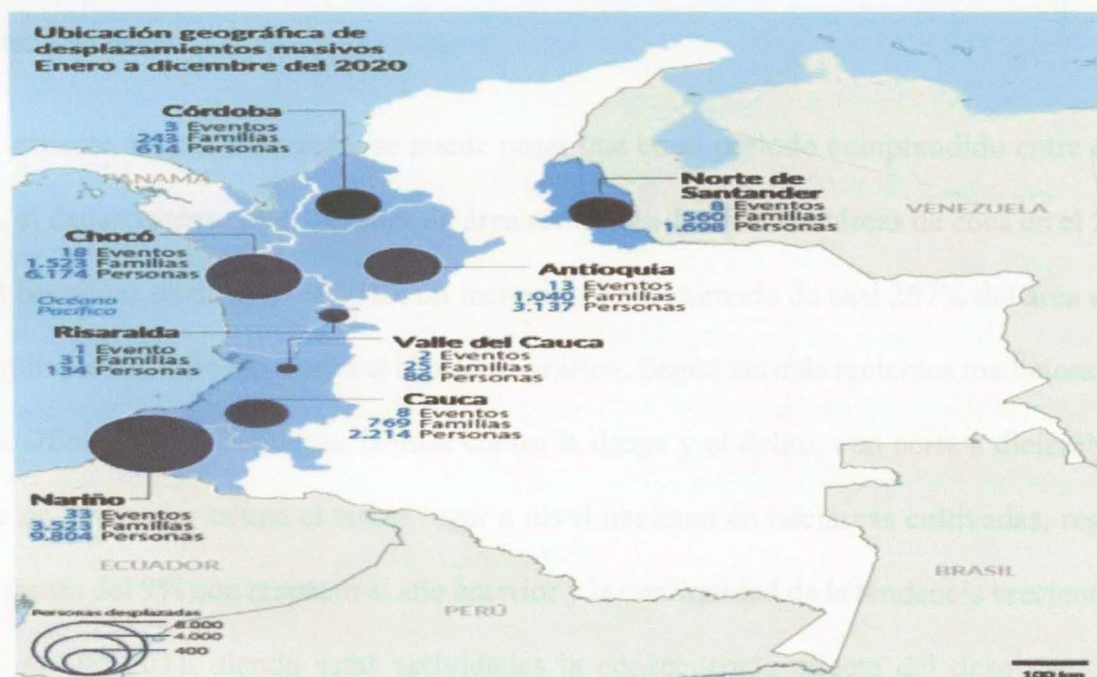 Ubicación geográfica de
desplazamientos masivos
Enero a dicembre del 2020
Córdoba
3 Eventos
243 Familias
614 Personas
PANAMÁ
Norte de
Santander
8 Eventos
560 Familias
1.698 Personas
VENEZUELA
Chocó
18 Eventos
1.523 Familias
6.174 Personas
Antioquia
13 Eventos
1.040 Familias
3.137 Personas
Océano
Pacífico
Risaralda
1 Evento
31 Familias
134 Personas
Valle del Cauca
2 Eventos
Familias
Personas
Cauca
8 Eventos
769 Familias
2.214 Personas
Nariño
33 Eventos
3.523 Familias
9.804 Personas
ECUADOR
PERÚ
BRASIL
Personas desplazadas
8.000
4.000
400
100 km